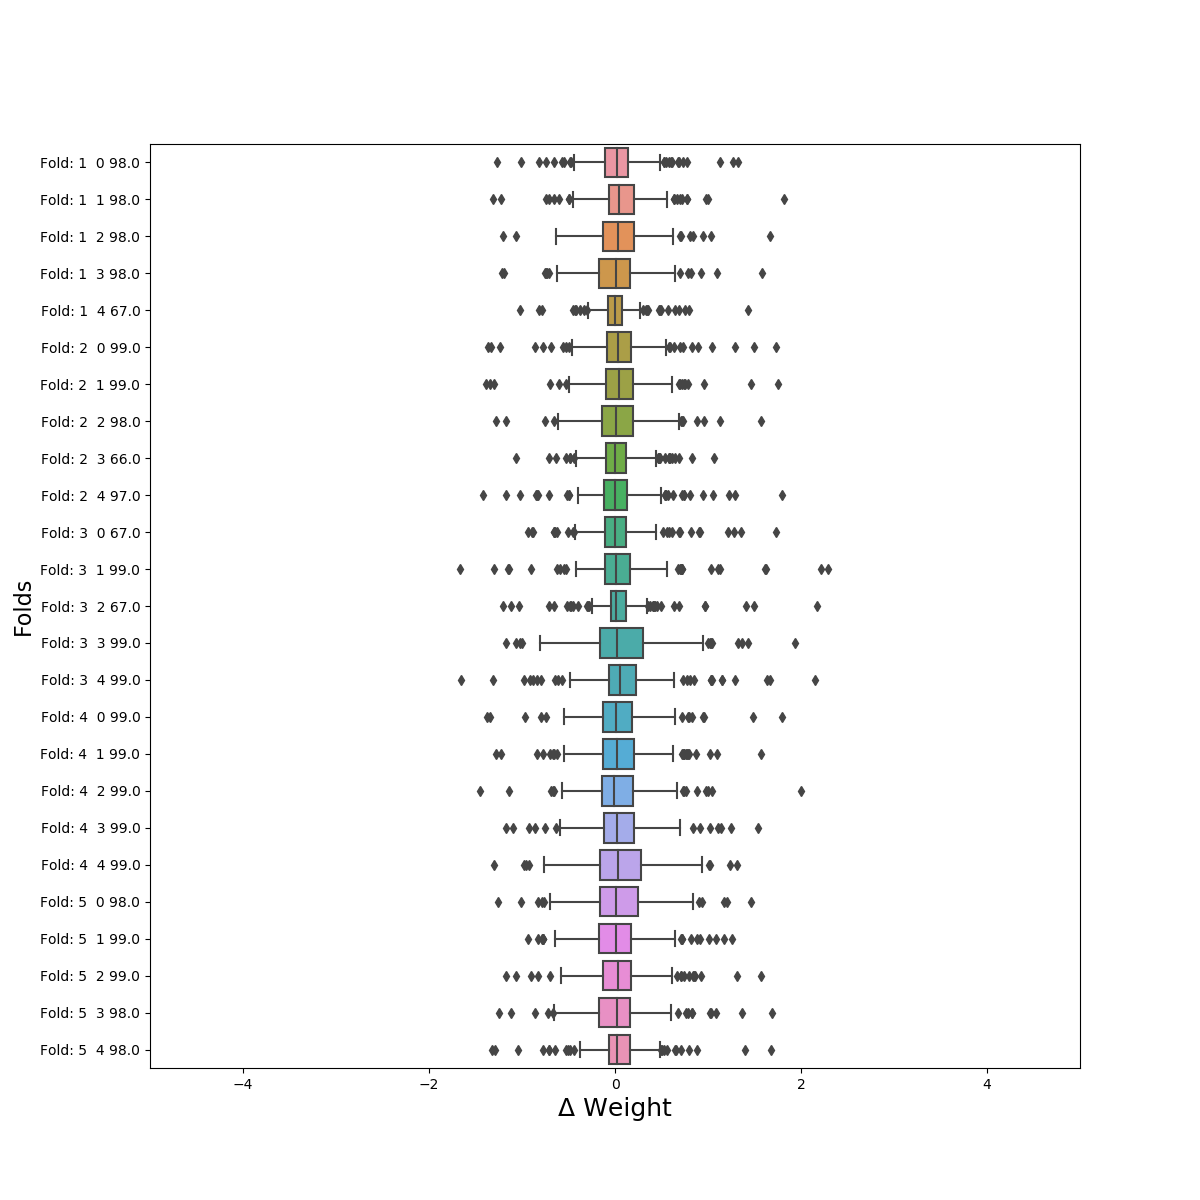 Fold: 1  0 98.0
Fold: 1  1 98.0
Fold: 1  2 98.0
Fold: 1  3 98.0
Fold: 1  4 67.0
Fold: 2  0 99.0
Fold: 2  1 99.0
Fold: 2  2 98.0
Fold: 2  3 66.0
Fold: 2  4 97.0
Fold: 3  0 67.0
Fold: 3  1 99.0
Fold: 3  2 67.0
Fold: 3  3 99.0
Fold: 3  4 99.0
Fold: 4  0 99.0
Fold: 4  1 99.0
Fold: 4  2 99.0
Fold: 4  3 99.0
Fold: 4  4 99.0
Fold: 5  0 98.0
Fold: 5  1 99.0
Fold: 5  2 99.0
Fold: 5  3 98.0
Fold: 5  4 98.0
Folds
−4 −2 0 2 4
Δ Weight